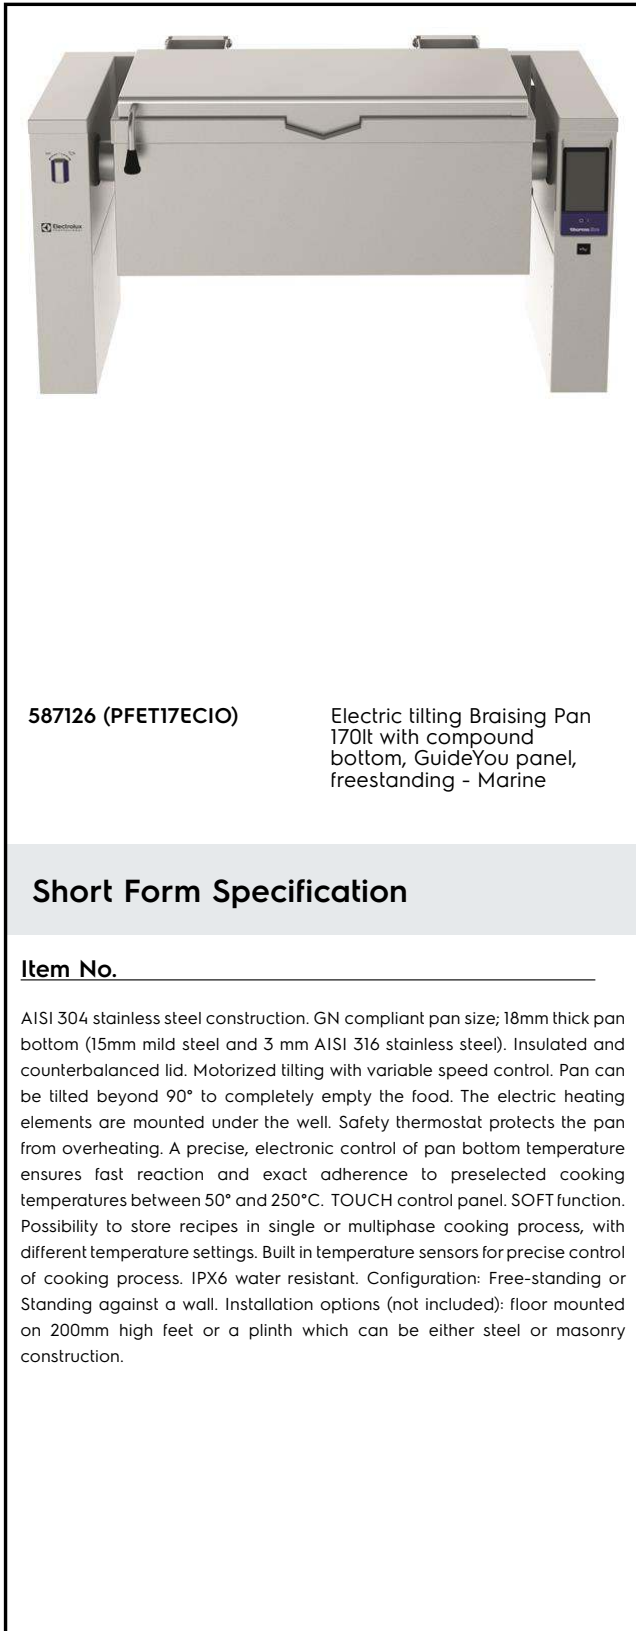 Electrolux
thermaline
587126 (PFET17ECIO)
Electric tilting Braising Pan
170lt with compound
bottom, GuideYou panel,
freestanding - Marine
Short Form Specification
Item No.
AISI 304 stainless steel construction. GN compliant pan size; 18mm thick pan
bottom (15mm mild steel and 3 mm AISI 316 stainless steel). Insulated and
counterbalanced lid. Motorized tilting with variable speed control. Pan can
be tilted beyond 90° to completely empty the food. The electric heating
elements are mounted under the well. Safety thermostat protects the pan
from overheating. A precise, electronic control of pan bottom temperature
ensures fast reaction and exact adherence to preselected cooking
temperatures between 50° and 250°C. TOUCH control panel. SOFT function.
Possibility to store recipes in single or multiphase cooking process, with
different temperature settings. Built in temperature sensors for precise control
of cooking process. IPX6 water resistant. Configuration: Free-standing or
Standing against a wall. Installation options (not included): floor mounted
on 200mm high feet or a plinth which can be either steel or masonry
construction.